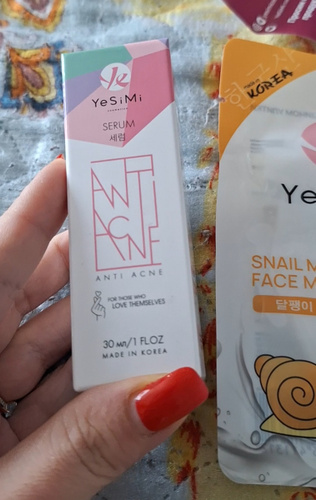 YeSiMi
SERUM
세럼
ANTI
ACNE
ANTI ACNE
FOR THOSE WHO
LOVE THEMSELVES
30 мл/1 FL.OZ
MADE IN KOREA
KOREA
Ye
SNAIL M
FACE M
달팽이